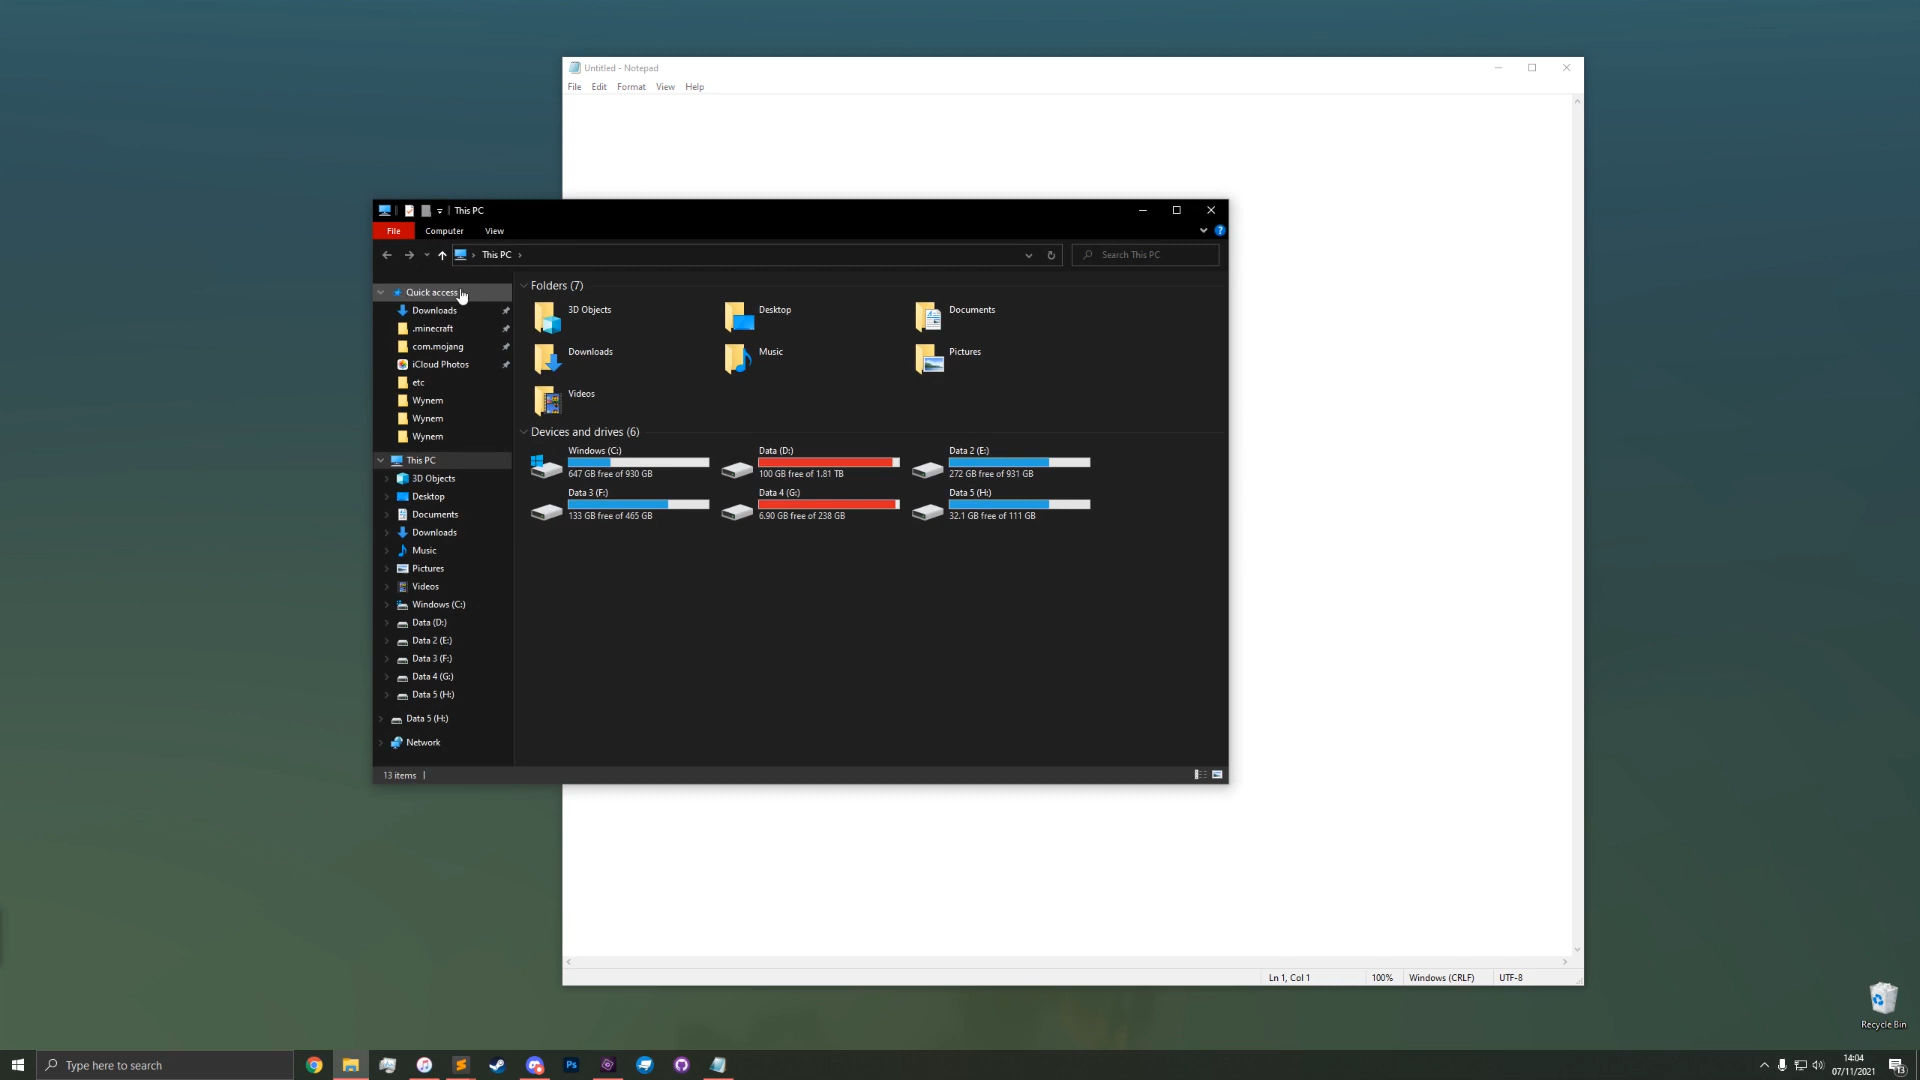 Untitled - Notepad
File Edit Format View Help
This PC
File Computer View
This PC
Search This PC
Quick access
Downloads
.minecraft
com.mojang
iCloud Photos
etc
Wynem
Wynem
Wynem
This PC
3D Objects
Desktop
Documents
Downloads
Music
Pictures
Videos
Windows (C:)
Data (D:)
Data 2 (E:)
Data 3 (F:)
Data 4 (G:)
Data 5 (H:)
Data 5 (H:)
Network
Folders (7)
3D Objects
Desktop
Documents
Downloads
Music
Pictures
Videos
Devices and drives (6)
Windows (C:)
647 GB free of 930 GB
Data (D:)
100 GB free of 1.81 TB
Data 2 (E:)
272 GB free of 931 GB
Data 3 (F:)
133 GB free of 465 GB
Data 4 (G:)
6.90 GB free of 238 GB
Data 5 (H:)
32.1 GB free of 111 GB
13 items
Ln 1, Col 1 100% Windows (CRLF) UTF-8
Recycle Bin
Type here to search
Ps
14:04
07/11/2021
13